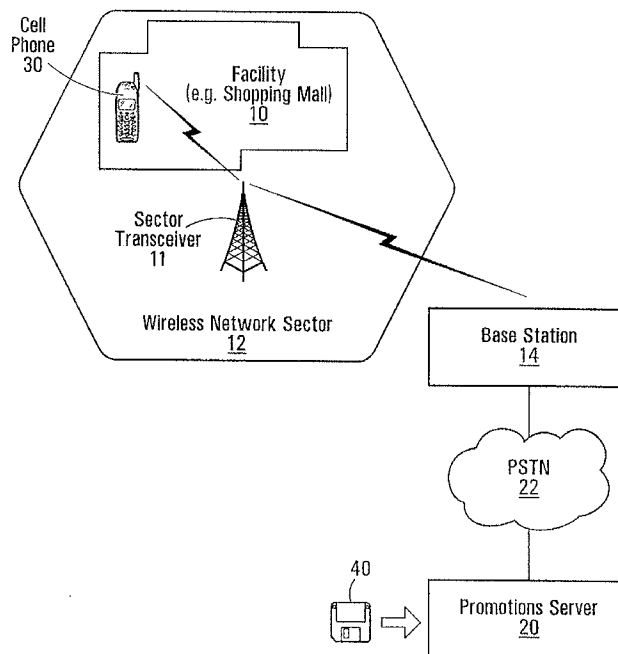 Cell
Phone
30
Facility
(e.g. Shopping Mall)
10
Sector
Transceiver
11
Wireless Network Sector
12
Base Station
14
PSTN
22
40
Promotions Server
20